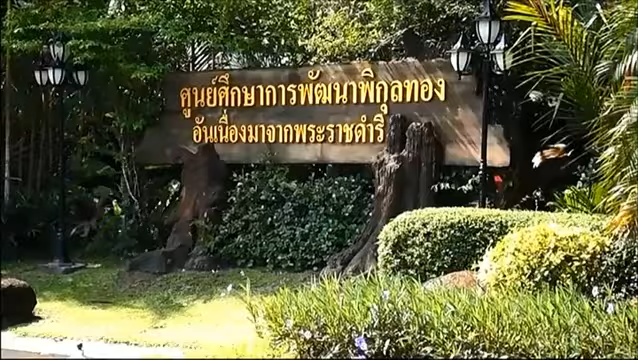 ศูนย์ศึกษาการพัฒนาพิกุลทอง
อันเนื่องมาจากพระราชดำริ